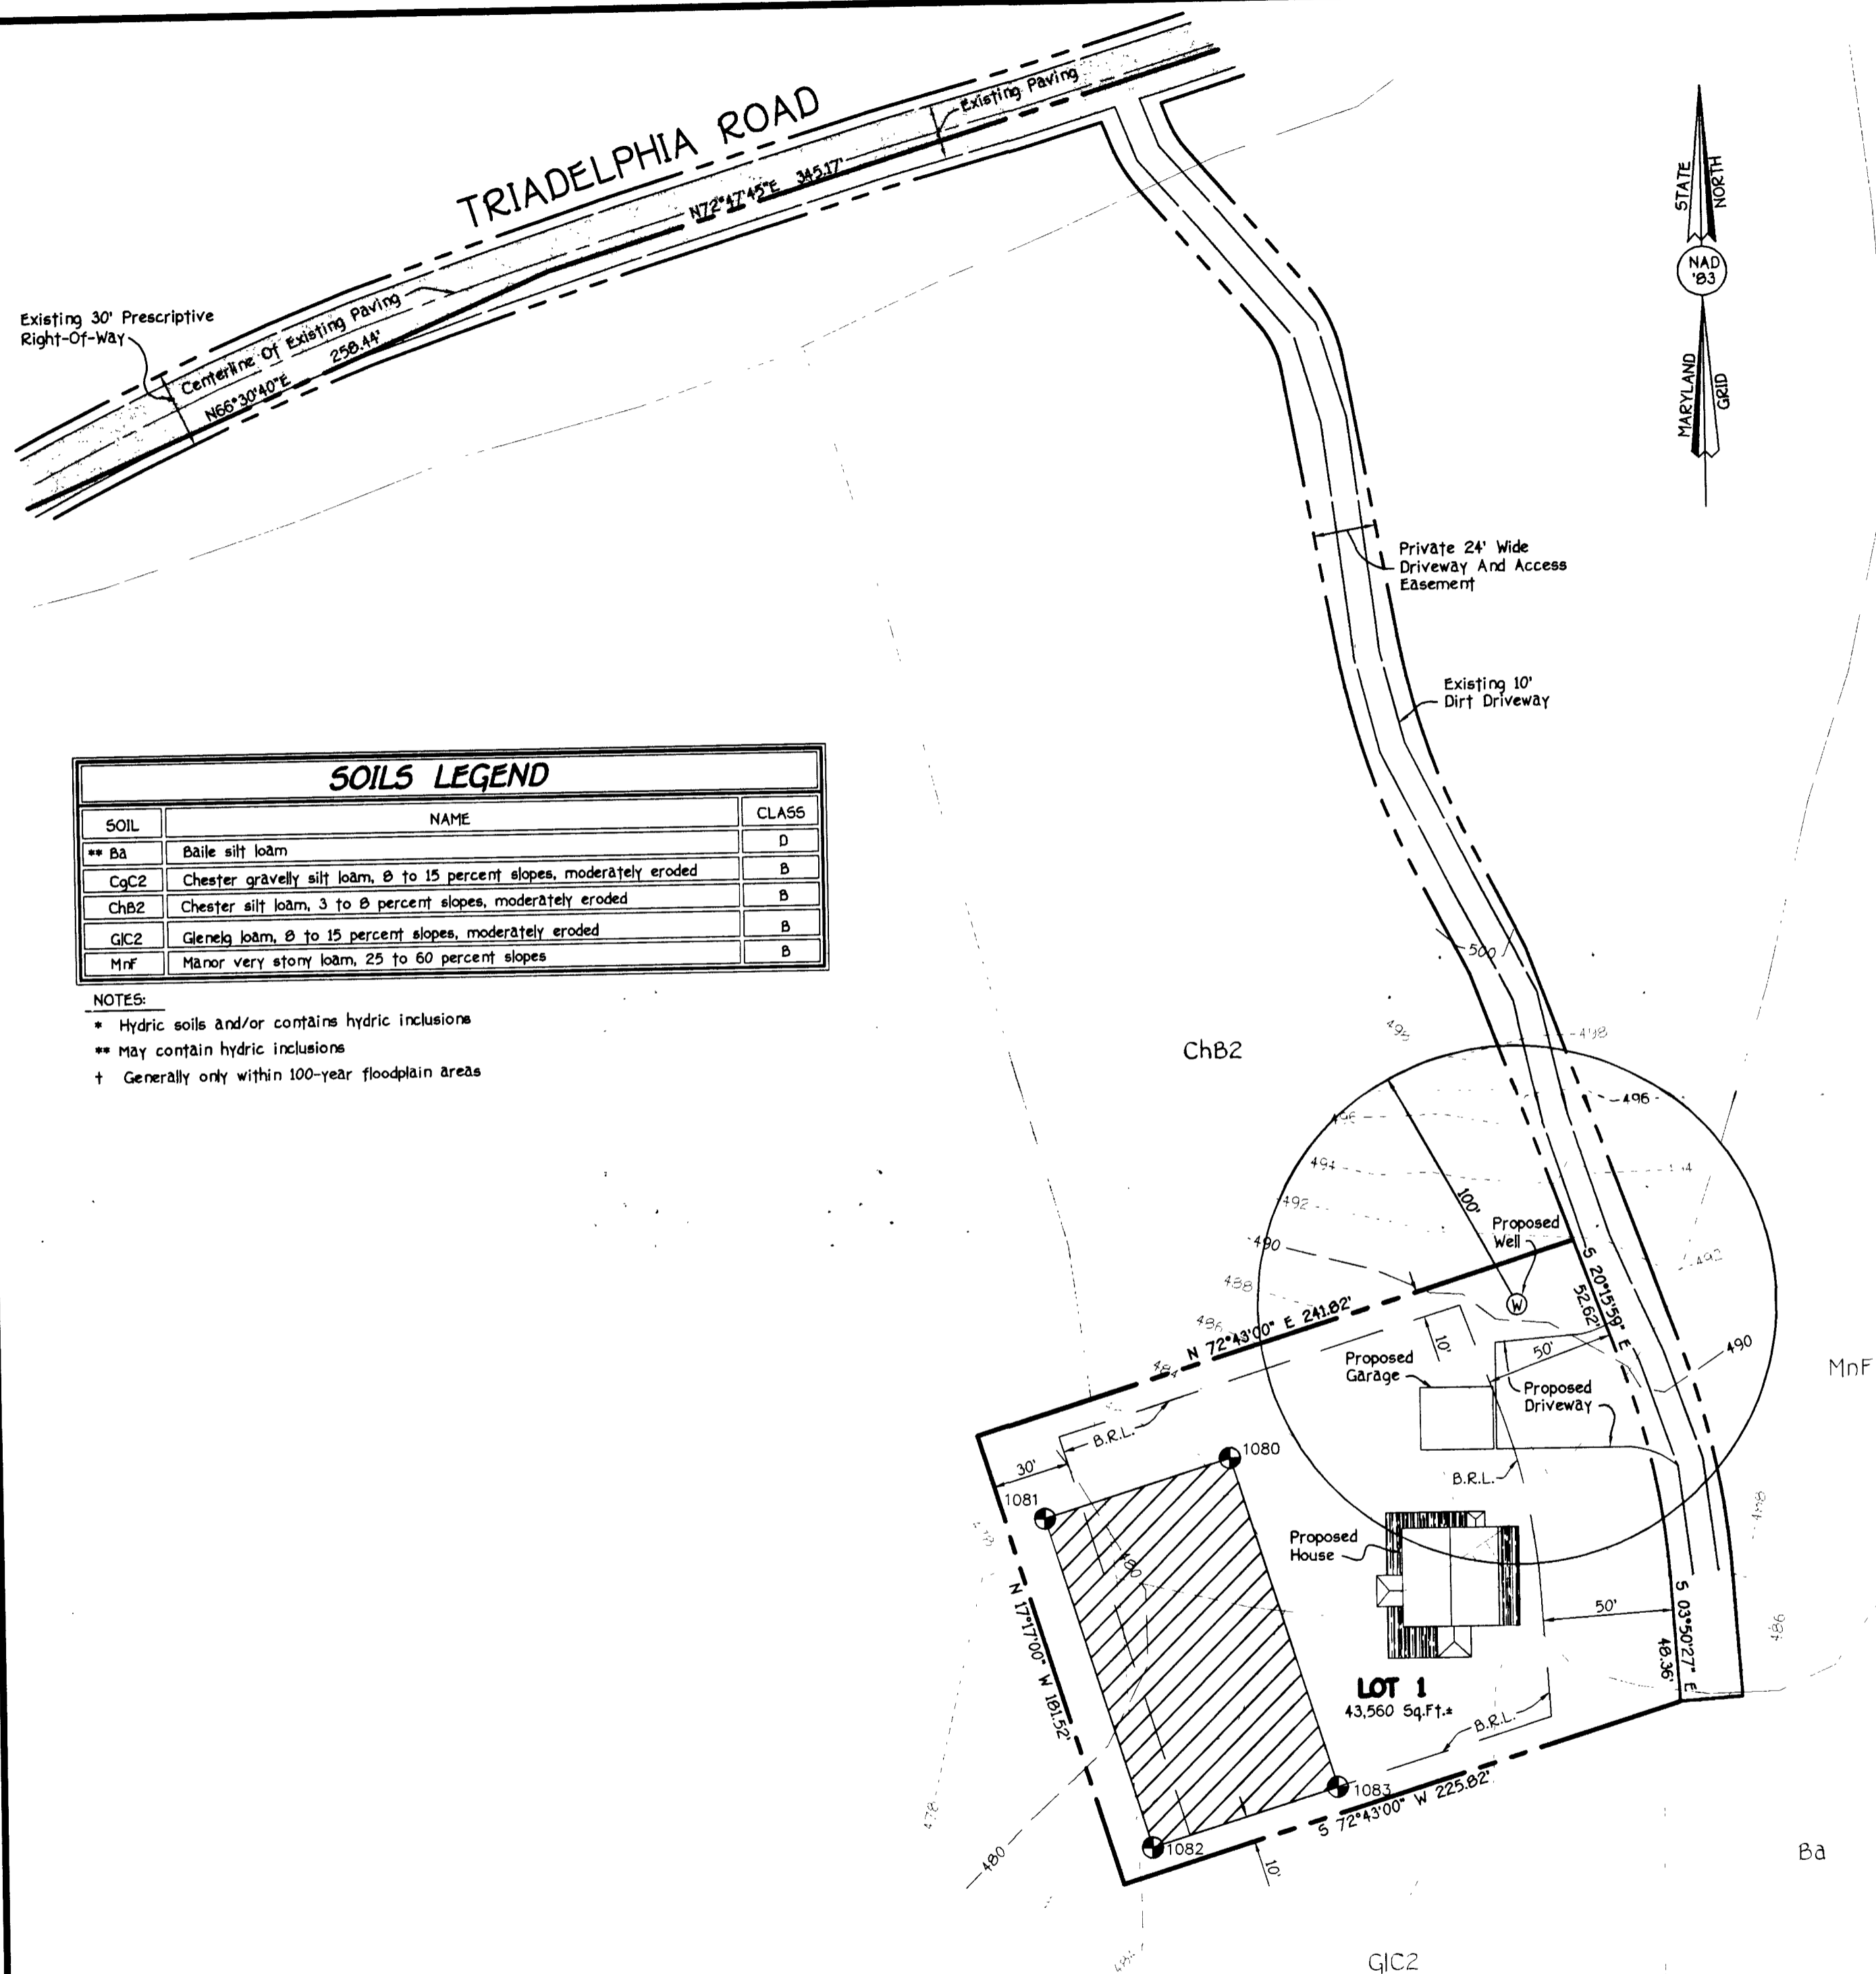 TRIADELPHIA ROAD
Existing Paving
N72°47'45"E 345.17'
Existing 30' Prescriptive
Right-Of-Way
Centerline Of Existing Paving
258.44'
N66°30'40"E
STATE
NORTH
NAD
'83
MARYLAND
GRID
Private 24' Wide
Driveway And Access
Easement
Existing 10'
Dirt Driveway
SOILS LEGEND
SOIL NAME CLASS
** Ba Baile silt loam D
CgC2 Chester gravelly silt loam, 8 to 15 percent slopes, moderately eroded B
ChB2 Chester silt loam, 3 to 8 percent slopes, moderately eroded B
GlC2 Glenelg loam, 8 to 15 percent slopes, moderately eroded B
MnF Manor very stony loam, 25 to 60 percent slopes B
NOTES:
* Hydric soils and/or contains hydric inclusions
** May contain hydric inclusions
† Generally only within 100-year floodplain areas
500
498
ChB2
496
496
494
492
100'
Proposed
Well
W
490
488
486
484
492
S 20°15'59" E
52.62'
N 72°43'00" E 241.82'
10'
50'
490
Proposed
Garage
Proposed
Driveway
MnF
B.R.L.
30'
1080
1081
B.R.L.
478
488
Proposed
House
480
N 17°17'00" W 181.52'
50'
S 03°50'27" E
48.36'
486
LOT 1
43,560 Sq.Ft.±
B.R.L.
1083
S 72°43'00" W 225.82'
478
480
1082
10'
Ba
GlC2